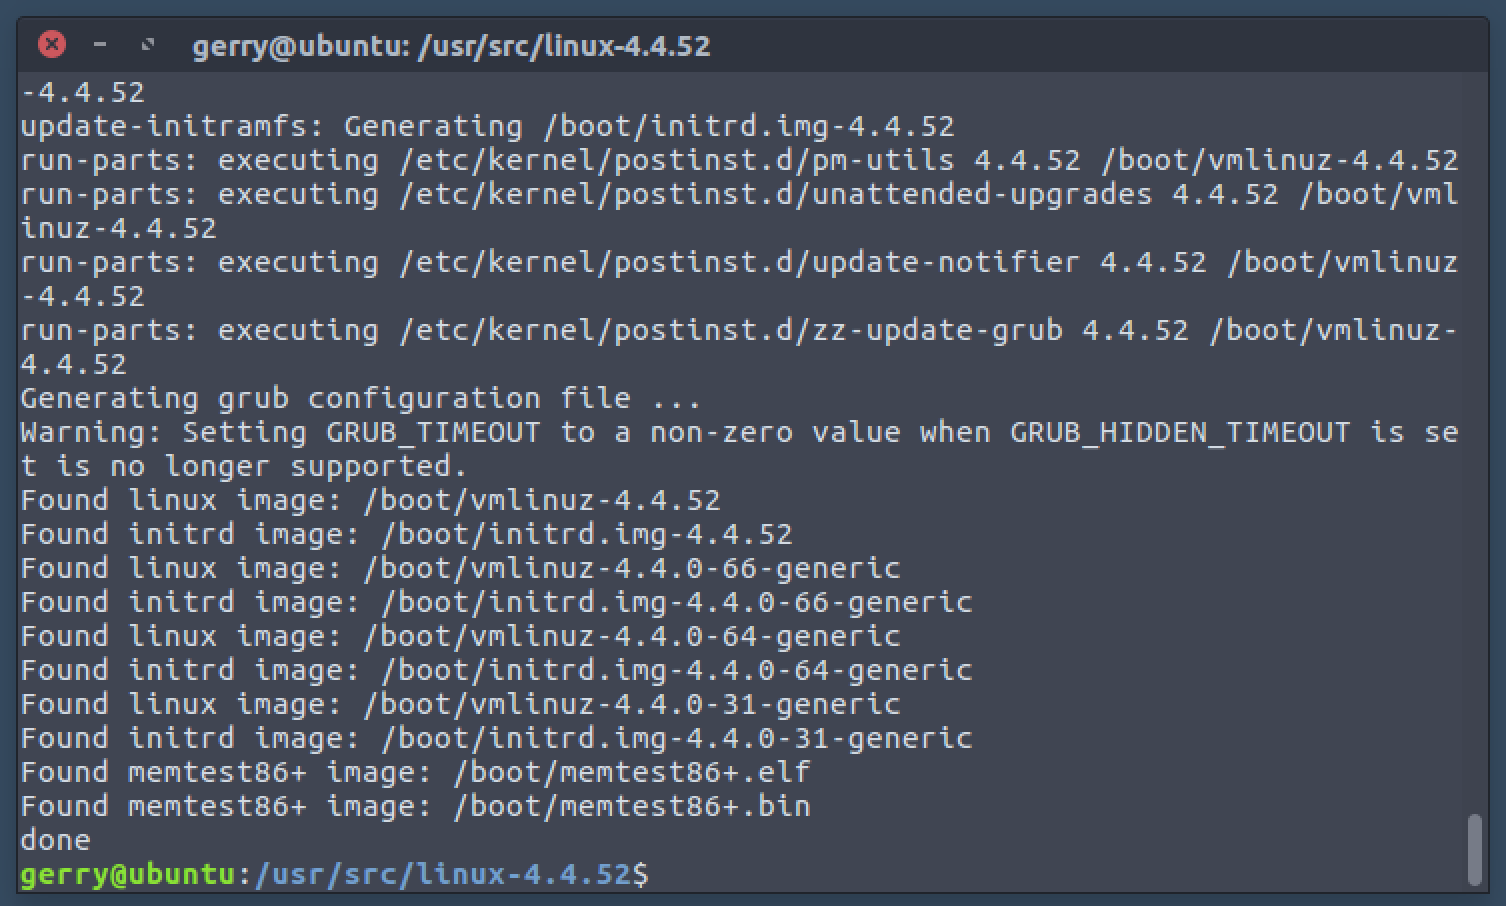 gerry@ubuntu: /usr/src/linux-4.4.52
-4.4.52
update-initramfs: Generating /boot/initrd.img-4.4.52
run-parts: executing /etc/kernel/postinst.d/pm-utils 4.4.52 /boot/vmlinuz-4.4.52
run-parts: executing /etc/kernel/postinst.d/unattended-upgrades 4.4.52 /boot/vml
inuz-4.4.52
run-parts: executing /etc/kernel/postinst.d/update-notifier 4.4.52 /boot/vmlinuz
-4.4.52
run-parts: executing /etc/kernel/postinst.d/zz-update-grub 4.4.52 /boot/vmlinuz-
4.4.52
Generating grub configuration file ...
Warning: Setting GRUB_TIMEOUT to a non-zero value when GRUB_HIDDEN_TIMEOUT is se
t is no longer supported.
Found linux image: /boot/vmlinuz-4.4.52
Found initrd image: /boot/initrd.img-4.4.52
Found linux image: /boot/vmlinuz-4.4.0-66-generic
Found initrd image: /boot/initrd.img-4.4.0-66-generic
Found linux image: /boot/vmlinuz-4.4.0-64-generic
Found initrd image: /boot/initrd.img-4.4.0-64-generic
Found linux image: /boot/vmlinuz-4.4.0-31-generic
Found initrd image: /boot/initrd.img-4.4.0-31-generic
Found memtest86+ image: /boot/memtest86+.elf
Found memtest86+ image: /boot/memtest86+.bin
done
gerry@ubuntu:/usr/src/linux-4.4.52$